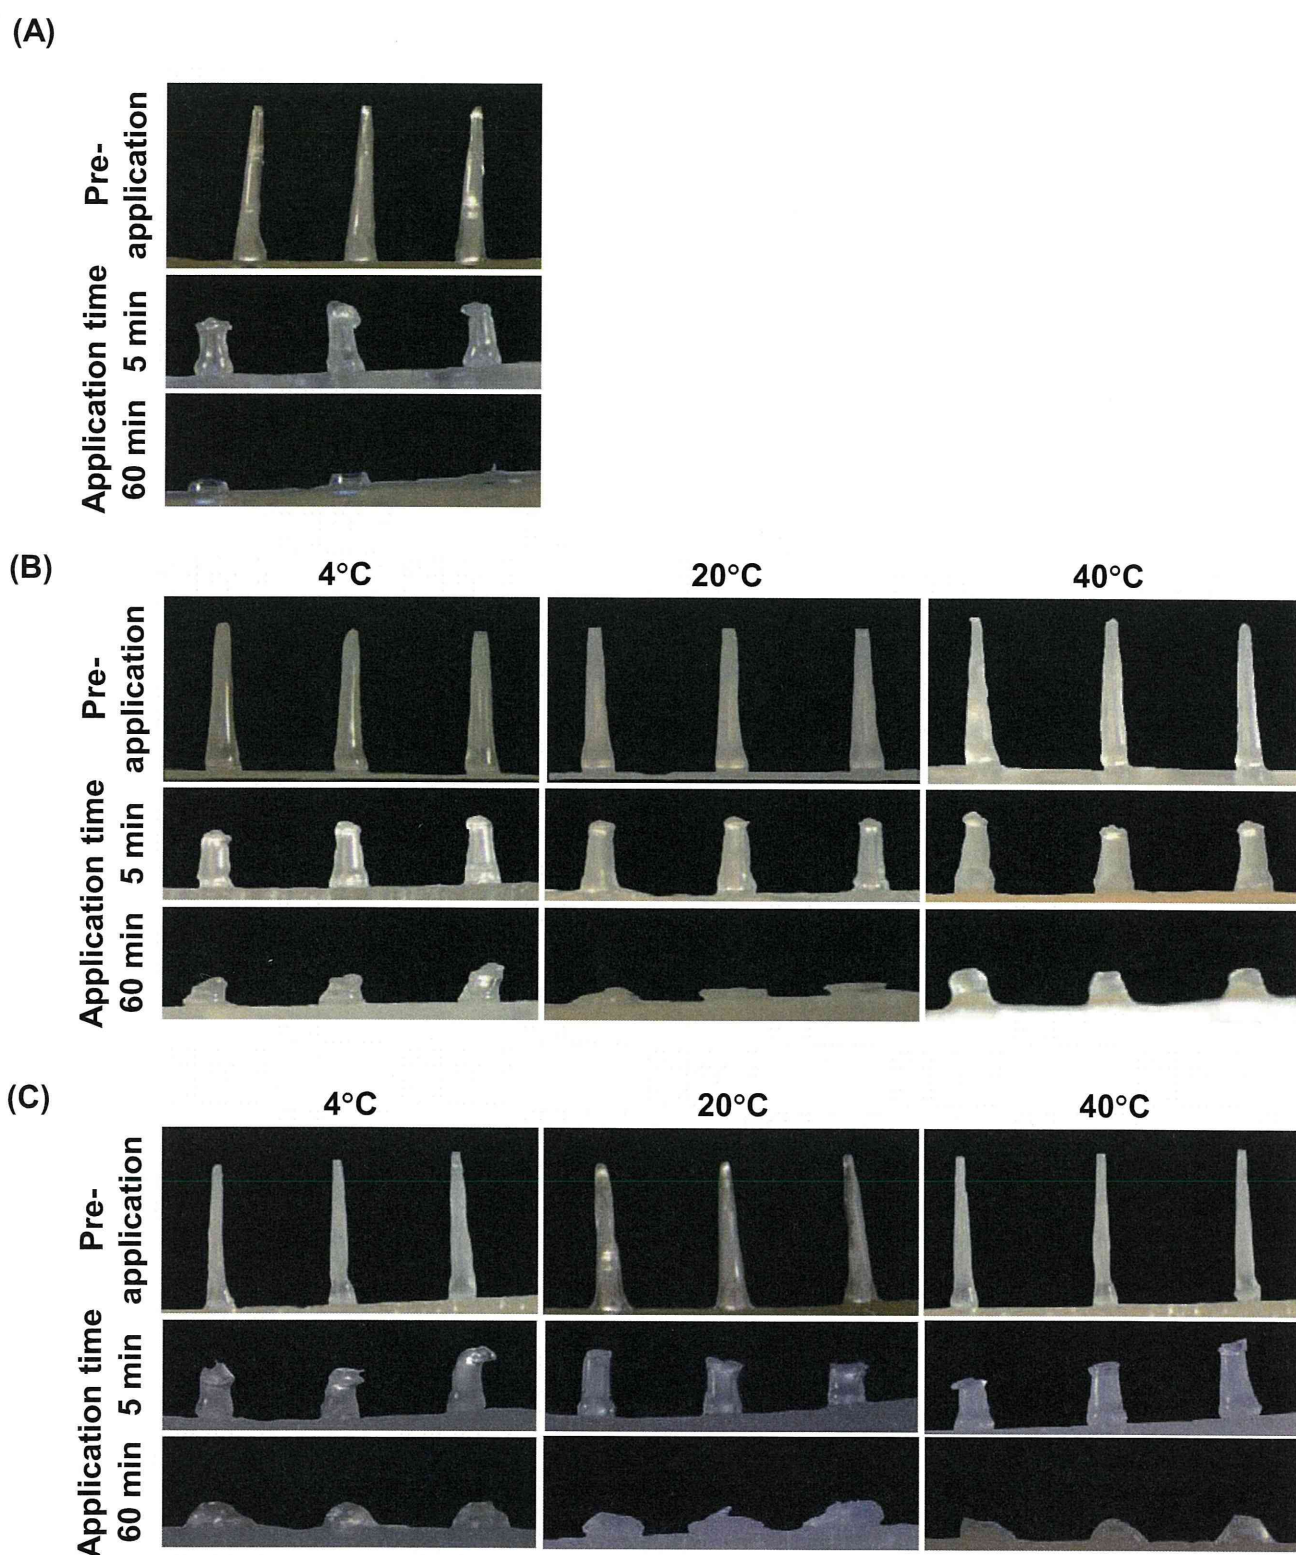 (A)
Pre-
application
Application time
5 min
60 min
(B)
4°C
20°C
40°C
Pre-
application
Application time
5 min
60 min
(C)
4°C
20°C
40°C
Pre-
application
Application time
5 min
60 min